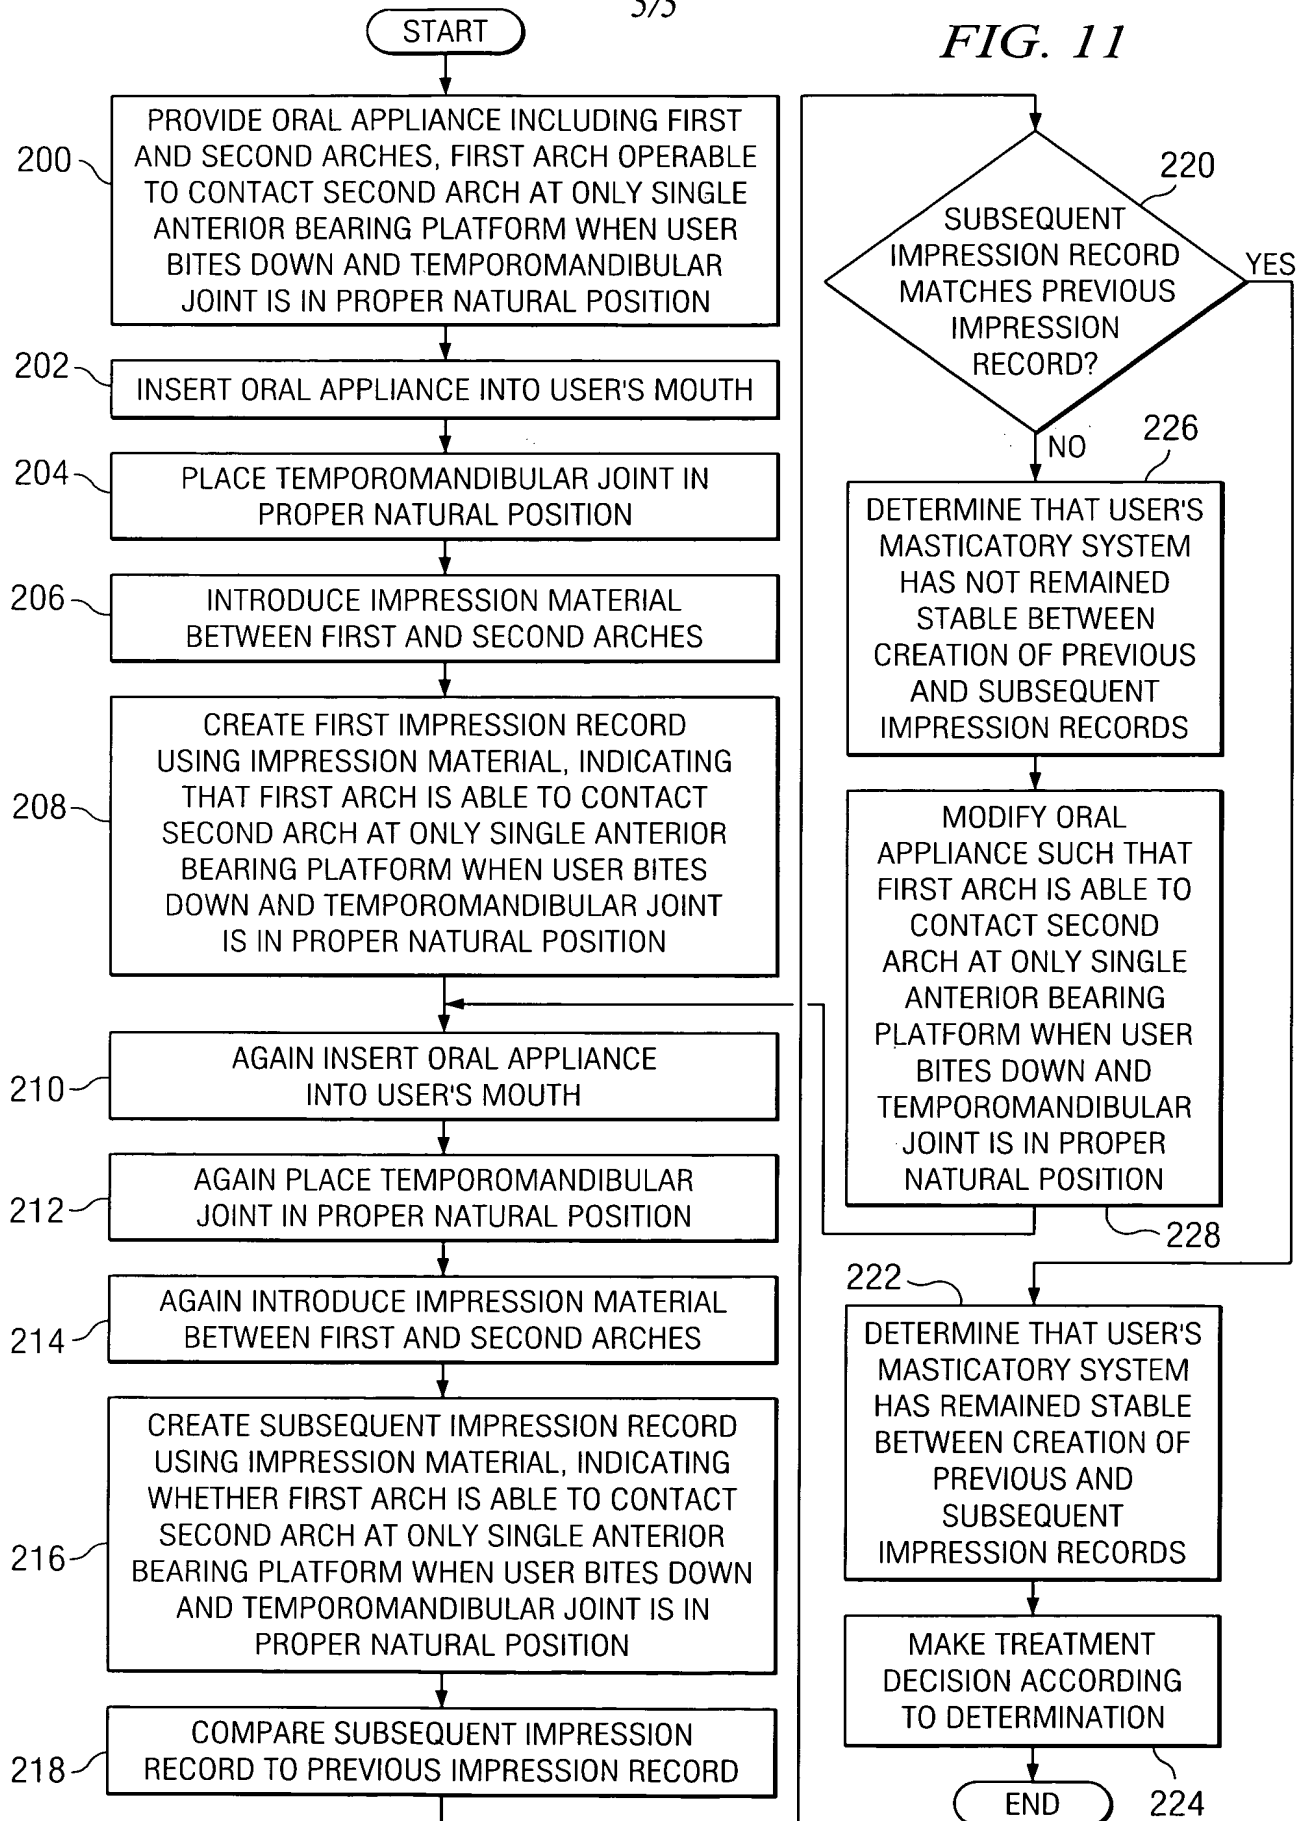 5/5
FIG. 11
START
200
PROVIDE ORAL APPLIANCE INCLUDING FIRST
AND SECOND ARCHES, FIRST ARCH OPERABLE
TO CONTACT SECOND ARCH AT ONLY SINGLE
ANTERIOR BEARING PLATFORM WHEN USER
BITES DOWN AND TEMPOROMANDIBULAR
JOINT IS IN PROPER NATURAL POSITION
202
INSERT ORAL APPLIANCE INTO USER'S MOUTH
204
PLACE TEMPOROMANDIBULAR JOINT IN
PROPER NATURAL POSITION
206
INTRODUCE IMPRESSION MATERIAL
BETWEEN FIRST AND SECOND ARCHES
208
CREATE FIRST IMPRESSION RECORD
USING IMPRESSION MATERIAL, INDICATING
THAT FIRST ARCH IS ABLE TO CONTACT
SECOND ARCH AT ONLY SINGLE ANTERIOR
BEARING PLATFORM WHEN USER BITES
DOWN AND TEMPOROMANDIBULAR JOINT
IS IN PROPER NATURAL POSITION
210
AGAIN INSERT ORAL APPLIANCE
INTO USER'S MOUTH
212
AGAIN PLACE TEMPOROMANDIBULAR
JOINT IN PROPER NATURAL POSITION
214
AGAIN INTRODUCE IMPRESSION MATERIAL
BETWEEN FIRST AND SECOND ARCHES
216
CREATE SUBSEQUENT IMPRESSION RECORD
USING IMPRESSION MATERIAL, INDICATING
WHETHER FIRST ARCH IS ABLE TO CONTACT
SECOND ARCH AT ONLY SINGLE ANTERIOR
BEARING PLATFORM WHEN USER BITES DOWN
AND TEMPOROMANDIBULAR JOINT IS IN
PROPER NATURAL POSITION
218
COMPARE SUBSEQUENT IMPRESSION
RECORD TO PREVIOUS IMPRESSION RECORD
220
SUBSEQUENT
IMPRESSION RECORD
MATCHES PREVIOUS
IMPRESSION
RECORD?
YES
NO
226
DETERMINE THAT USER'S
MASTICATORY SYSTEM
HAS NOT REMAINED
STABLE BETWEEN
CREATION OF PREVIOUS
AND SUBSEQUENT
IMPRESSION RECORDS
MODIFY ORAL
APPLIANCE SUCH THAT
FIRST ARCH IS ABLE TO
CONTACT SECOND
ARCH AT ONLY SINGLE
ANTERIOR BEARING
PLATFORM WHEN USER
BITES DOWN AND
TEMPOROMANDIBULAR
JOINT IS IN PROPER
NATURAL POSITION
228
222
DETERMINE THAT USER'S
MASTICATORY SYSTEM
HAS REMAINED STABLE
BETWEEN CREATION OF
PREVIOUS AND
SUBSEQUENT
IMPRESSION RECORDS
MAKE TREATMENT
DECISION ACCORDING
TO DETERMINATION
224
END